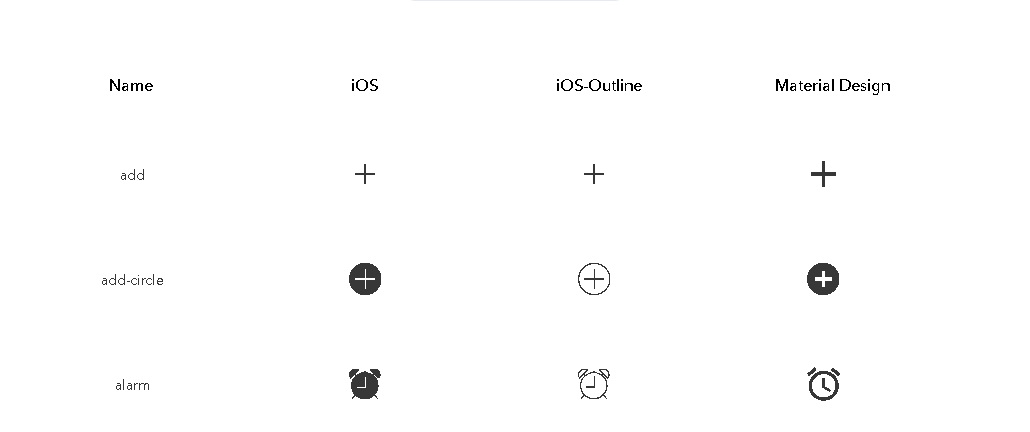 Name iOS iOS-Outline Material Design
add
add-circle
alarm